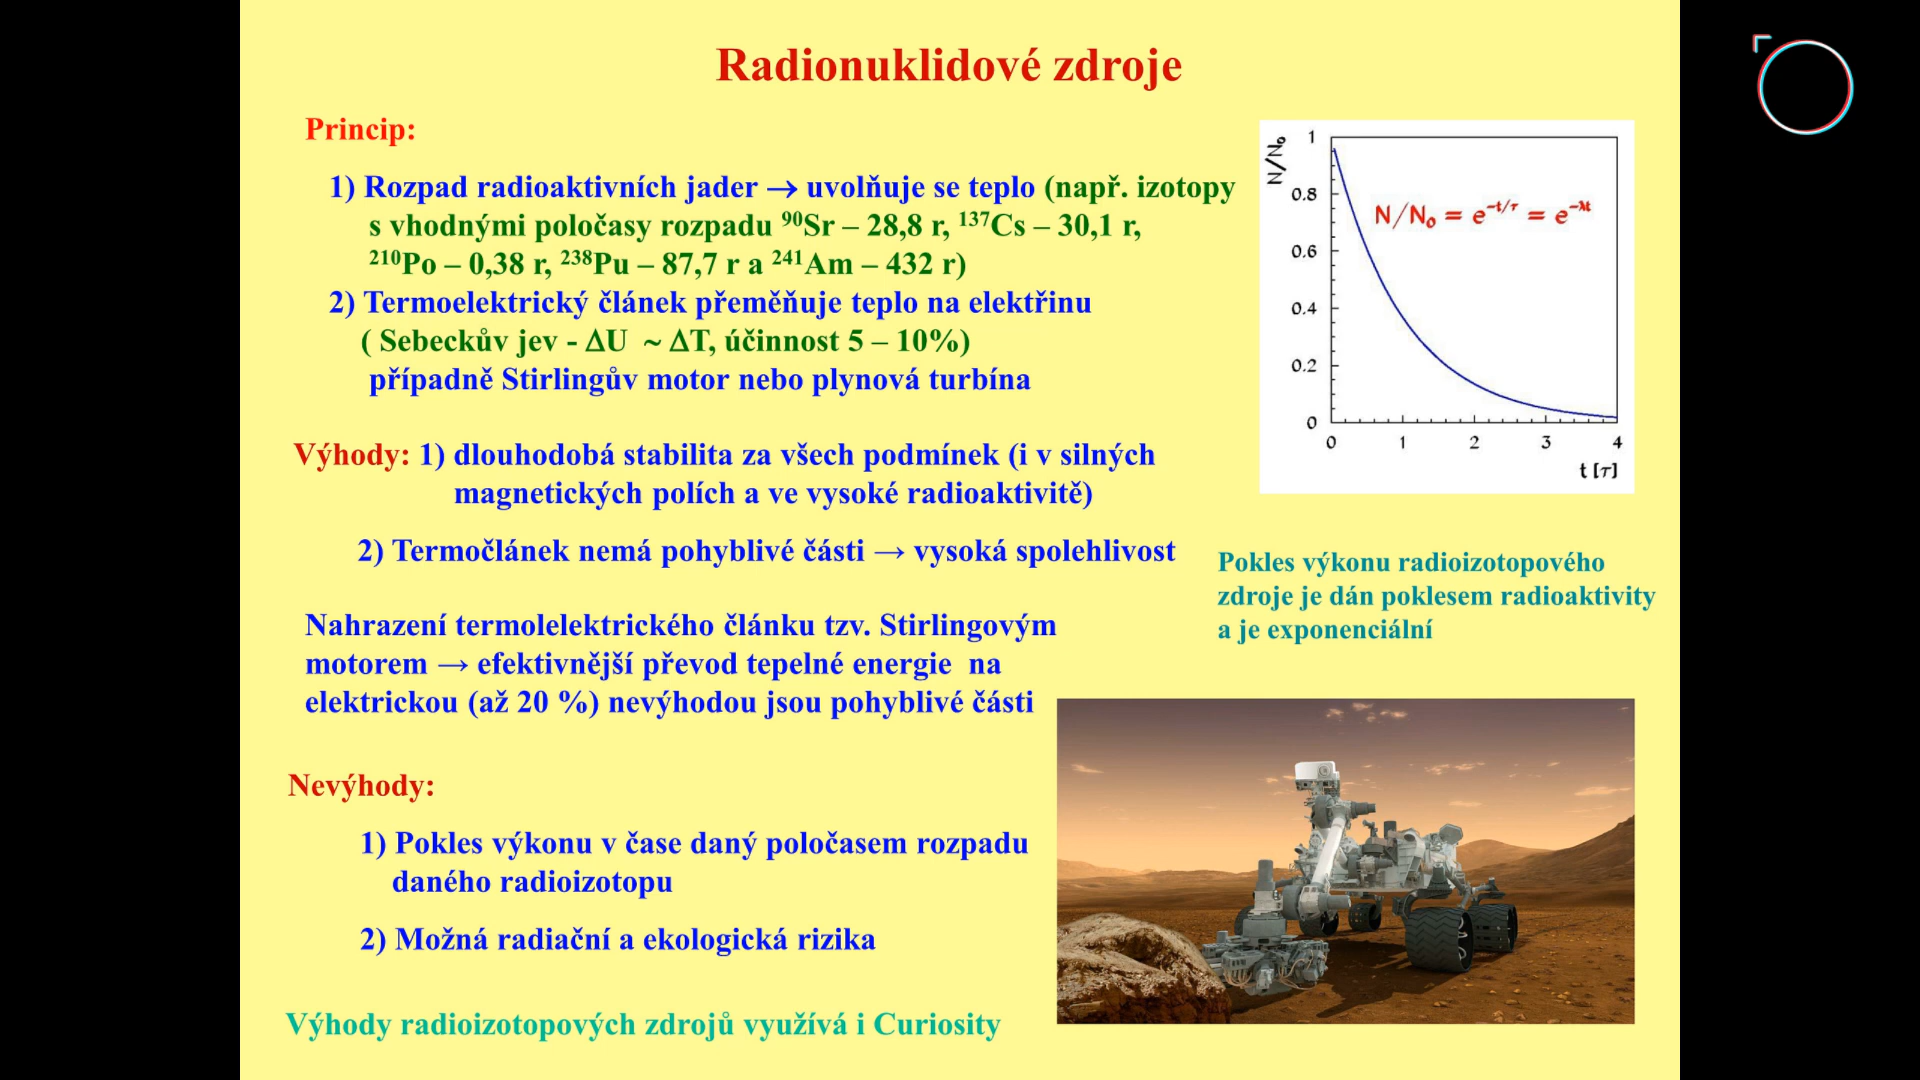 Radionuklidové zdroje
Princip:
1) Rozpad radioaktivních jader → uvolňuje se teplo (např. izotopy
s vhodnými poločasy rozpadu ⁹⁰Sr – 28,8 r, ¹³⁷Cs – 30,1 r,
²¹⁰Po – 0,38 r, ²³⁸Pu – 87,7 r a ²⁴¹Am – 432 r)
2) Termoelektrický článek přeměňuje teplo na elektřinu
( Sebeckův jev - ΔU ~ ΔT, účinnost 5 – 10%)
případně Stirlingův motor nebo plynová turbína
Výhody: 1) dlouhodobá stabilita za všech podmínek (i v silných
magnetických polích a ve vysoké radioaktivitě)
2) Termočlánek nemá pohyblivé části → vysoká spolehlivost
Nahrazení termolelektrického článku tzv. Stirlingovým
motorem → efektivnější převod tepelné energie na
elektrickou (až 20 %) nevýhodou jsou pohyblivé části
Nevýhody:
1) Pokles výkonu v čase daný poločasem rozpadu
daného radioizotopu
2) Možná radiační a ekologická rizika
Výhody radioizotopových zdrojů využívá i Curiosity
N/N₀
1
0.8
0.6
0.4
0.2
0
N/N₀ = e^-t/τ = e^-λt
0 1 2 3 4
t [τ]
Pokles výkonu radioizotopového
zdroje je dán poklesem radioaktivity
a je exponenciální